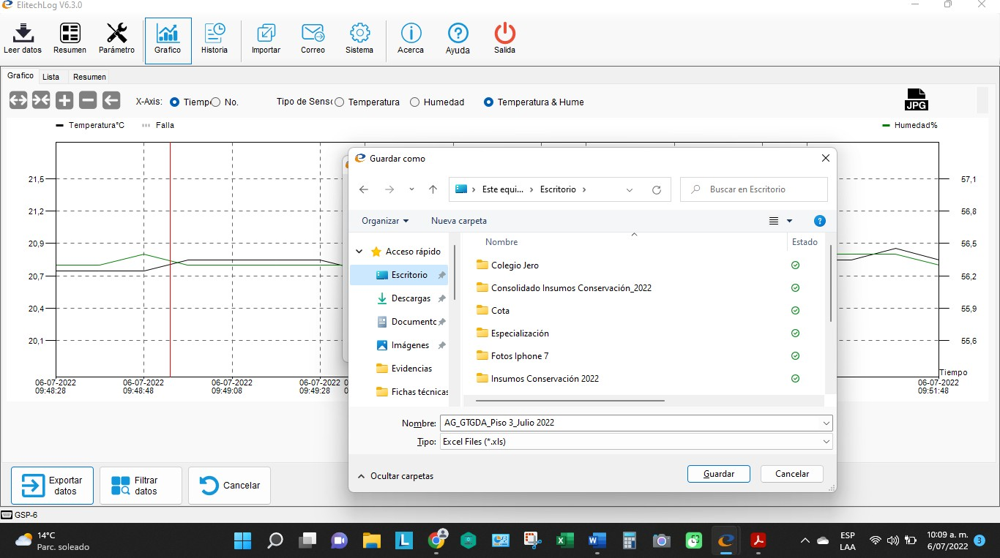 ElitechLog V6.3.0
Leer datos Resumen Parámetro Grafico Historia Importar Correo Sistema Acerca Ayuda Salida
Grafico Lista Resumen
X-Axis: Tiemp No. Tipo de Sens Temperatura Humedad Temperatura & Hume
JPG
Temperatura°C Falla Humedad%
21,5
21,2
20,9
20,7
20,4
20,1
57,1
56,8
56,5
56,2
55,9
55,6
Tiempo
06-07-2022 06-07-2022 06-07-2022 06-07-2022 06-07-2022
09:48:28 09:48:48 09:49:08 09:49:28 09:51:48
Guardar como
Este equi... Escritorio
Buscar en Escritorio
Organizar Nueva carpeta
Nombre Estado
Acceso rápido
Escritorio
Descargas
Documentc
Imágenes
Evidencias
Fichas técnicas
Colegio Jero
Consolidado Insumos Conservación_2022
Cota
Especialización
Fotos Iphone 7
Insumos Conservación 2022
Nombre: AG_GTGDA_Piso 3_Julio 2022
Tipo: Excel Files (*.xls)
Ocultar carpetas Guardar Cancelar
Exportar
datos
Filtrar
datos
Cancelar
GSP-6
14°C
Parc. soleado
ESP
LAA
10:09 a. m.
6/07/2022
3